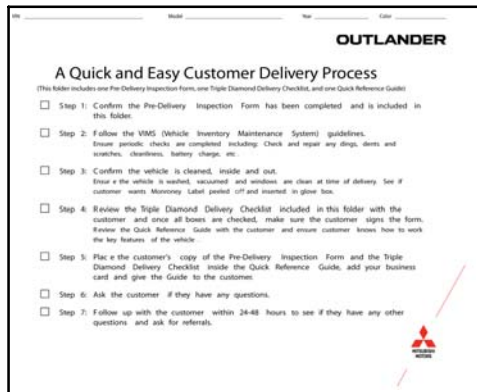 VIN Model Year Color
OUTLANDER
A Quick and Easy Customer Delivery Process
(This folder includes one Pre-Delivery Inspection Form, one Triple Diamond Delivery Checklist, and one Quick Reference Guide)
Step 1: Confirm the Pre-Delivery Inspection Form has been completed and is included in
this folder.
Step 2: Follow the VIMS (Vehicle Inventory Maintenance System) guidelines.
Ensure periodic checks are completed including: Check and repair any dings, dents and
scratches, cleanliness, battery charge, etc.
Step 3: Confirm the vehicle is cleaned, inside and out.
Ensure the vehicle is washed, vacuumed and windows are clean at time of delivery. See if
customer wants Monroney Label peeled off and inserted in glove box.
Step 4: Review the Triple Diamond Delivery Checklist included in this folder with the
customer and once all boxes are checked, make sure the customer signs the form.
Review the Quick Reference Guide with the customer and ensure customer knows how to work
the key features of the vehicle.
Step 5: Place the customer's copy of the Pre-Delivery Inspection Form and the Triple
Diamond Delivery Checklist inside the Quick Reference Guide, add your business
card and give the Guide to the customer.
Step 6: Ask the customer if they have any questions.
Step 7: Follow up with the customer within 24-48 hours to see if they have any other
questions and ask for referrals.
MITSUBISHI
MOTORS